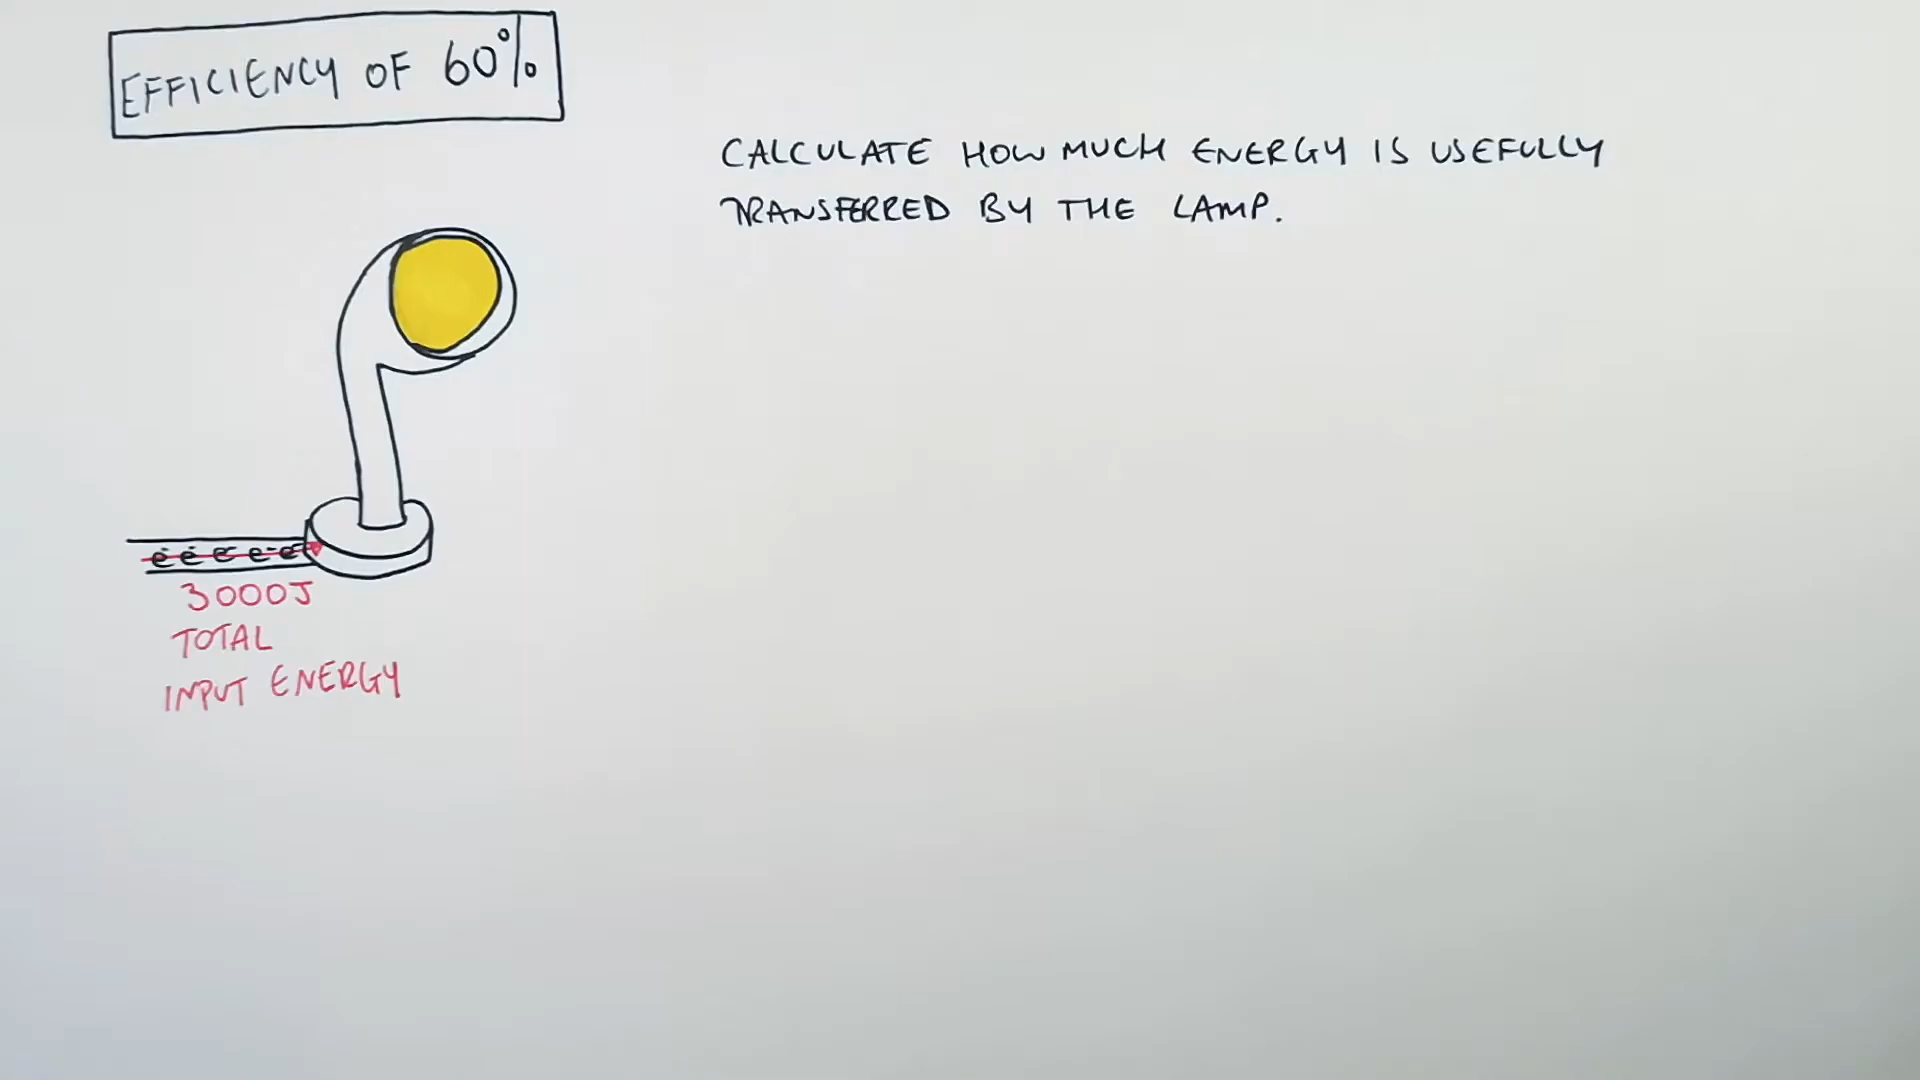 EFFICIENCY OF 60%
CALCULATE HOW MUCH ENERGY IS USEFULLY
TRANSFERRED BY THE LAMP.
e⁻ e⁻ e⁻ e⁻ e⁻
3000J
TOTAL
INPUT ENERGY